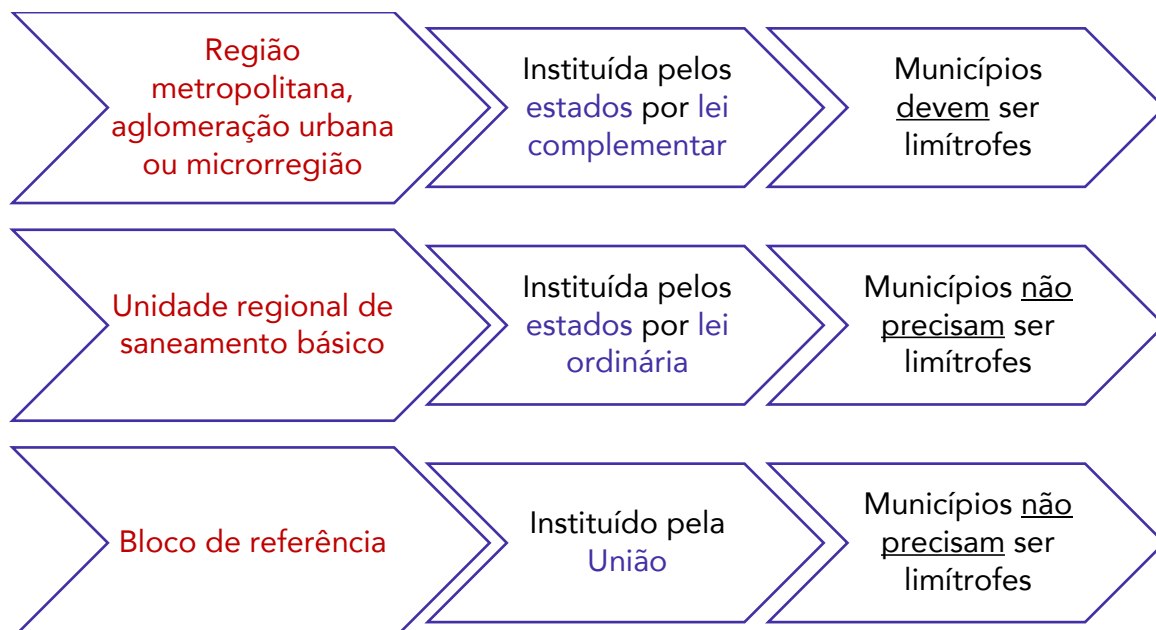 Região
metropolitana,
aglomeração urbana
ou microrregião
Instituída pelos
estados por lei
complementar
Municípios
devem ser
limítrofes
Unidade regional de
saneamento básico
Instituída pelos
estados por lei
ordinária
Municípios não
precisam ser
limítrofes
Bloco de referência
Instituído pela
União
Municípios não
precisam ser
limítrofes